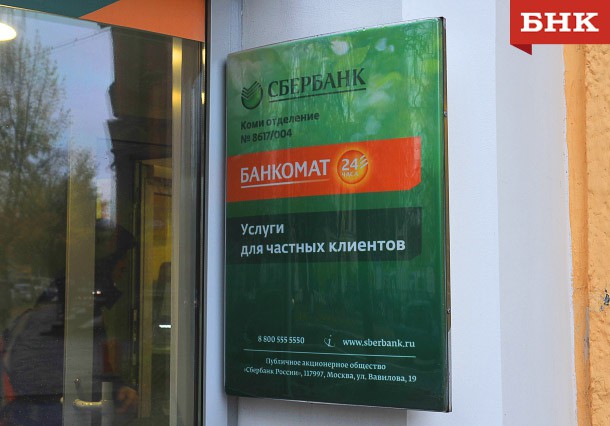 БНК
СБЕРБАНК
Коми отделение
№ 8617/004
БАНКОМАТ 24
ЧАСА
Услуги
для частных клиентов
8 800 555 5550 i www.sberbank.ru
Публичное акционерное общество
«Сбербанк России», 117997, Москва, ул. Вавилова, 19